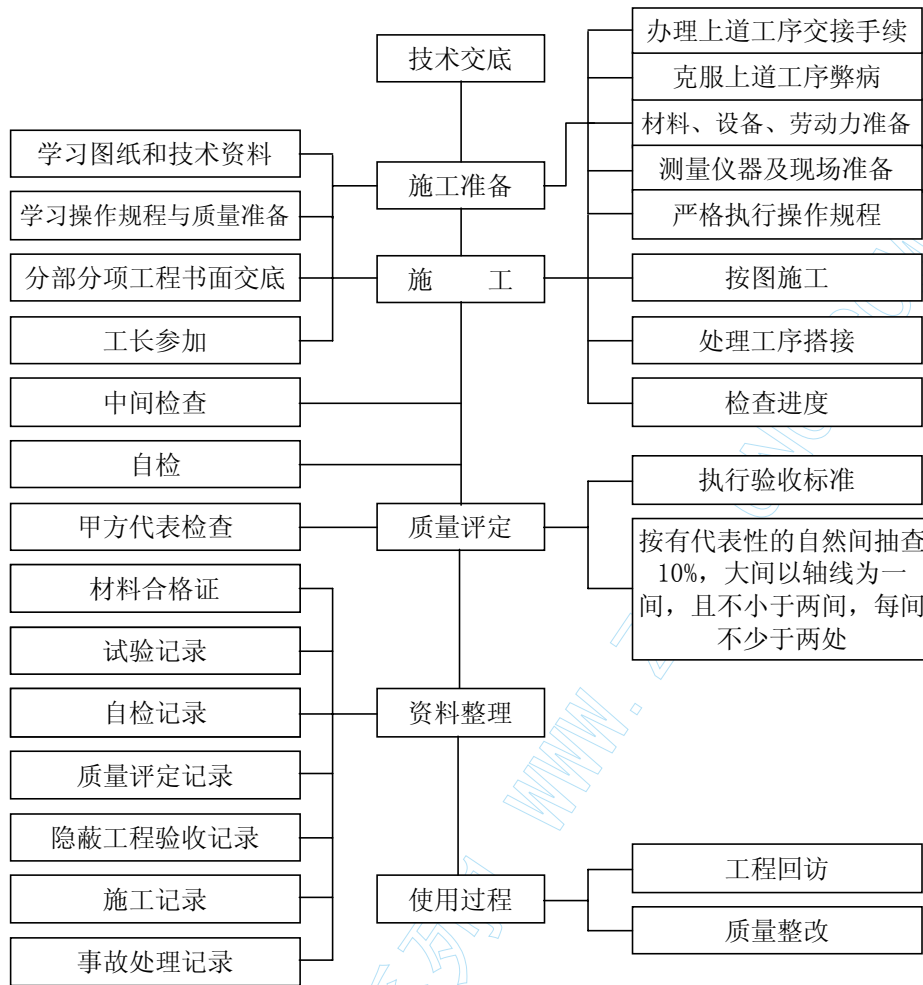 技术交底
施工准备
施　　工
质量评定
资料整理
使用过程
学习图纸和技术资料
学习操作规程与质量准备
分部分项工程书面交底
工长参加
中间检查
自检
甲方代表检查
材料合格证
试验记录
自检记录
质量评定记录
隐蔽工程验收记录
施工记录
事故处理记录
办理上道工序交接手续
克服上道工序弊病
材料、设备、劳动力准备
测量仪器及现场准备
严格执行操作规程
按图施工
处理工序搭接
检查进度
执行验收标准
按有代表性的自然间抽查
10%，大间以轴线为一
间，且不小于两间，每间
不少于两处
工程回访
质量整改
WWW.